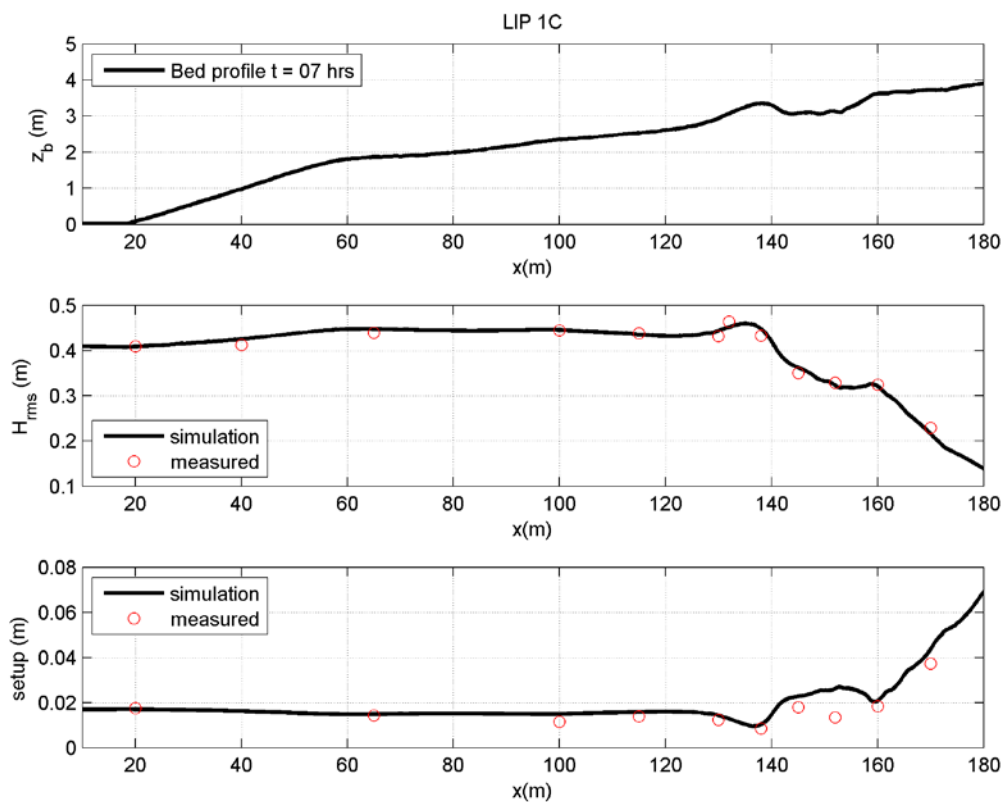 LIP 1C
5
4
3
2
1
0
z_b (m)
Bed profile t = 07 hrs
20 40 60 80 100 120 140 160 180
x(m)
0.5
0.4
0.3
0.2
0.1
H_rms (m)
simulation
measured
20 40 60 80 100 120 140 160 180
x(m)
0.08
0.06
0.04
0.02
0
setup (m)
simulation
measured
20 40 60 80 100 120 140 160 180
x(m)